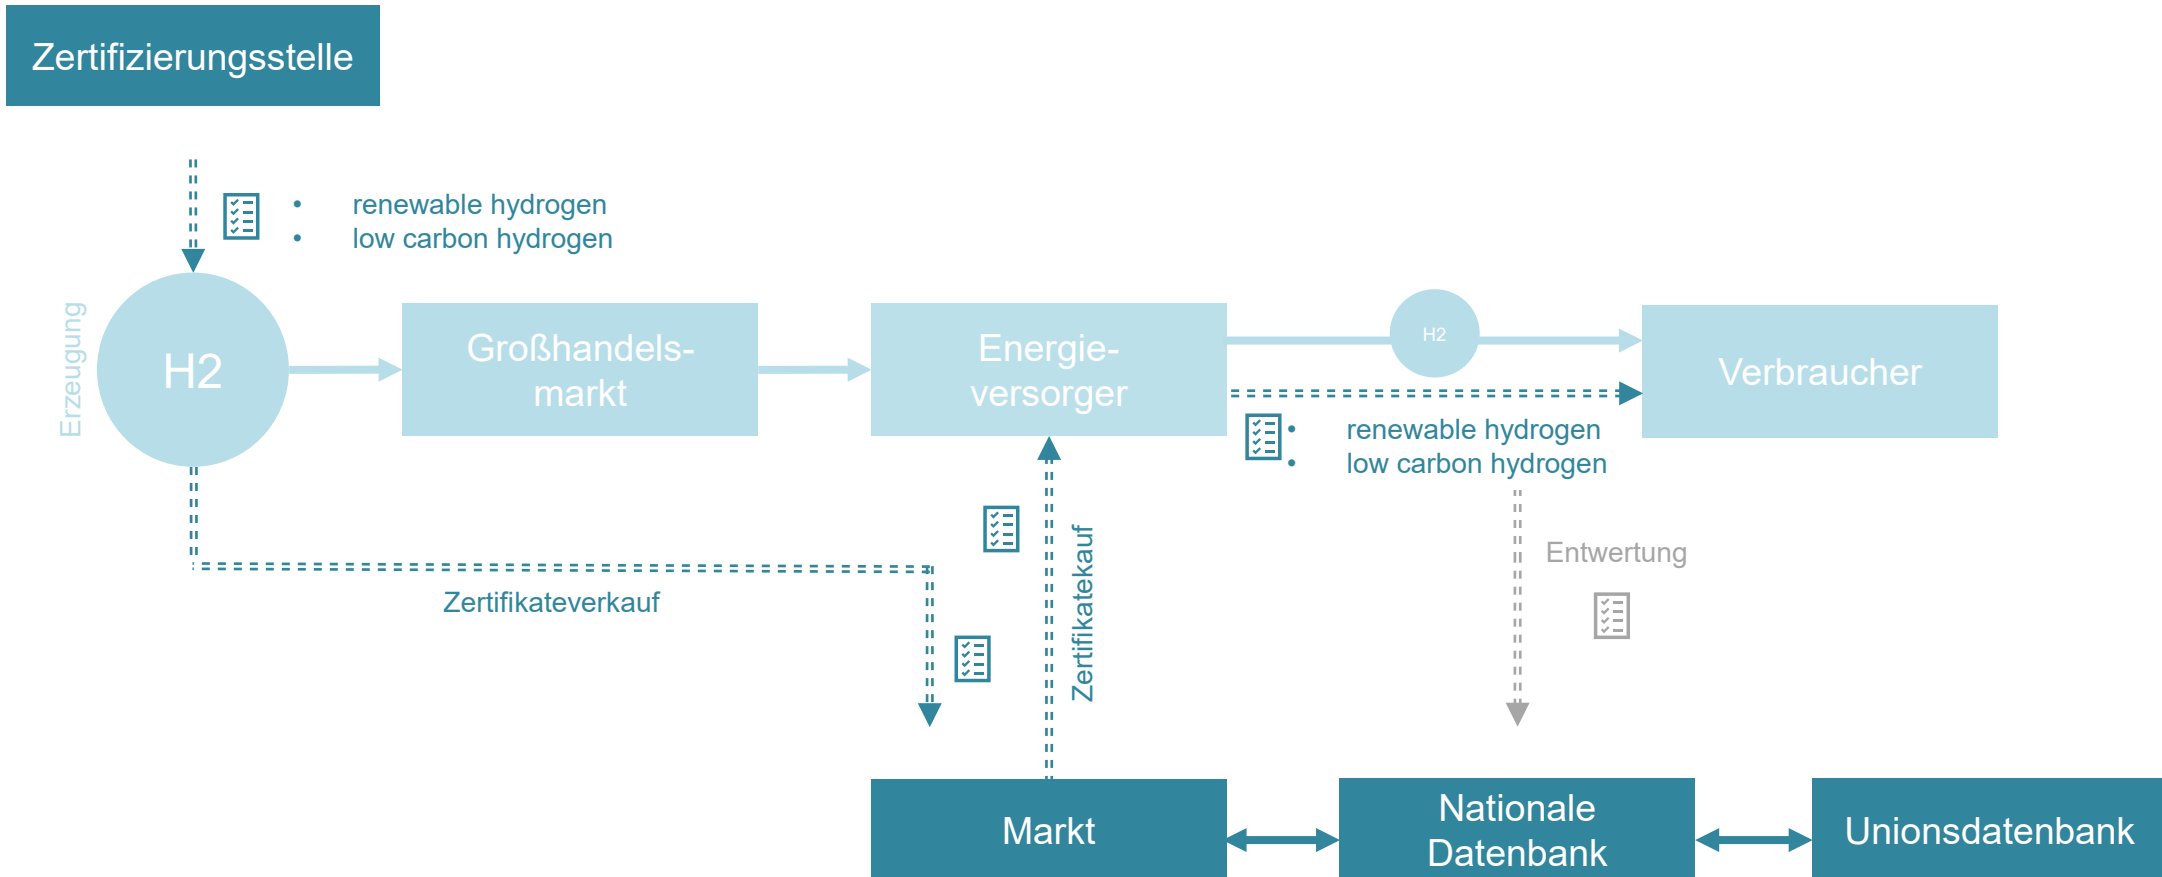 Zertifizierungsstelle
• renewable hydrogen
• low carbon hydrogen
Erzeugung
H2
Großhandels-
markt
Energie-
versorger
H2
Verbraucher
• renewable hydrogen
• low carbon hydrogen
Zertifikateverkauf
Zertifikatekauf
Entwertung
Markt
Nationale
Datenbank
Unionsdatenbank